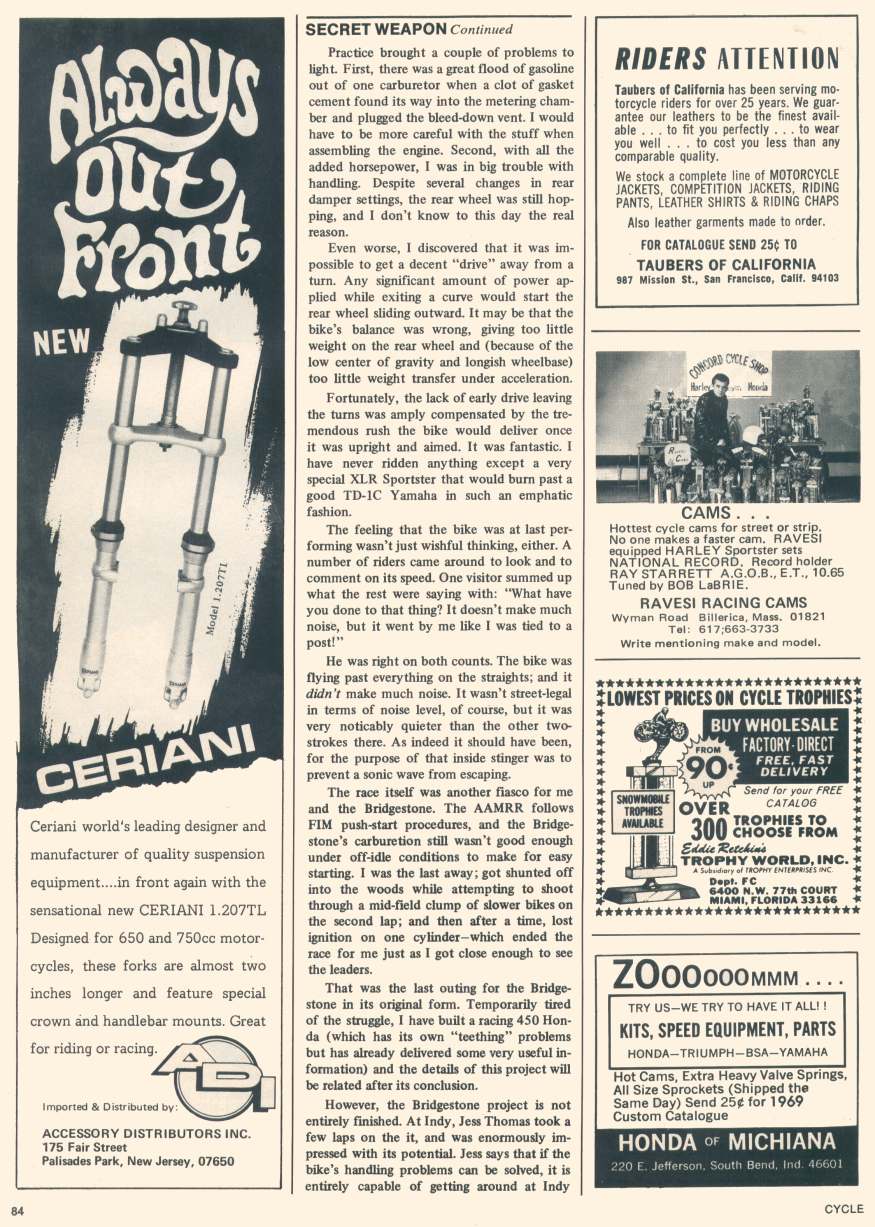 Always
Out
Front
NEW
Model 1.207TL
CERIANI
Ceriani world's leading designer and
manufacturer of quality suspension
equipment....in front again with the
sensational new CERIANI 1.207TL
Designed for 650 and 750cc motor-
cycles, these forks are almost two
inches longer and feature special
crown and handlebar mounts. Great
for riding or racing.
ADI
Imported & Distributed by:
ACCESSORY DISTRIBUTORS INC.
175 Fair Street
Palisades Park, New Jersey, 07650
SECRET WEAPON Continued
Practice brought a couple of problems to
light. First, there was a great flood of gasoline
out of one carburetor when a clot of gasket
cement found its way into the metering cham-
ber and plugged the bleed-down vent. I would
have to be more careful with the stuff when
assembling the engine. Second, with all the
added horsepower, I was in big trouble with
handling. Despite several changes in rear
damper settings, the rear wheel was still hop-
ping, and I don't know to this day the real
reason.
Even worse, I discovered that it was im-
possible to get a decent "drive" away from a
turn. Any significant amount of power ap-
plied while exiting a curve would start the
rear wheel sliding outward. It may be that the
bike's balance was wrong, giving too little
weight on the rear wheel and (because of the
low center of gravity and longish wheelbase)
too little weight transfer under acceleration.
Fortunately, the lack of early drive leaving
the turns was amply compensated by the tre-
mendous rush the bike would deliver once
it was upright and aimed. It was fantastic. I
have never ridden anything except a very
special XLR Sportster that would burn past a
good TD-1C Yamaha in such an emphatic
fashion.
The feeling that the bike was at last per-
forming wasn't just wishful thinking, either. A
number of riders came around to look and to
comment on its speed. One visitor summed up
what the rest were saying with: "What have
you done to that thing? It doesn't make much
noise, but it went by me like I was tied to a
post!"
He was right on both counts. The bike was
flying past everything on the straights; and it
didn't make much noise. It wasn't street-legal
in terms of noise level, of course, but it was
very noticably quieter than the other two-
strokes there. As indeed it should have been,
for the purpose of that inside stinger was to
prevent a sonic wave from escaping.
The race itself was another fiasco for me
and the Bridgestone. The AAMRR follows
FIM push-start procedures, and the Bridge-
stone's carburetion still wasn't good enough
under off-idle conditions to make for easy
starting. I was the last away; got shunted off
into the woods while attempting to shoot
through a mid-field clump of slower bikes on
the second lap; and then after a time, lost
ignition on one cylinder—which ended the
race for me just as I got close enough to see
the leaders.
That was the last outing for the Bridge-
stone in its original form. Temporarily tired
of the struggle, I have built a racing 450 Hon-
da (which has its own "teething" problems
but has already delivered some very useful in-
formation) and the details of this project will
be related after its conclusion.
However, the Bridgestone project is not
entirely finished. At Indy, Jess Thomas took a
few laps on the it, and was enormously im-
pressed with its potential. Jess says that if the
bike's handling problems can be solved, it is
entirely capable of getting around at Indy
RIDERS ATTENTION
Taubers of California has been serving mo-
torcycle riders for over 25 years. We guar-
antee our leathers to be the finest avail-
able . . . to fit you perfectly . . . to wear
you well . . . to cost you less than any
comparable quality.
We stock a complete line of MOTORCYCLE
JACKETS, COMPETITION JACKETS, RIDING
PANTS, LEATHER SHIRTS & RIDING CHAPS
Also leather garments made to order.
FOR CATALOGUE SEND 25¢ TO
TAUBERS OF CALIFORNIA
987 Mission St., San Francisco, Calif. 94103
CONCORD CYCLE SHOP
Harley Honda
CAMS . . .
Hottest cycle cams for street or strip.
No one makes a faster cam. RAVESI
equipped HARLEY Sportster sets
NATIONAL RECORD. Record holder
RAY STARRETT A.G.O.B., E.T., 10.65
Tuned by BOB LaBRIE.
RAVESI RACING CAMS
Wyman Road Billerica, Mass. 01821
Tel: 617;663-3733
Write mentioning make and model.
LOWEST PRICES ON CYCLE TROPHIES
BUY WHOLESALE
FACTORY-DIRECT
FREE, FAST
DELIVERY
FROM
90¢
UP
Send for your FREE
CATALOG
SNOWMOBILE
TROPHIES
AVAILABLE
OVER
300 TROPHIES TO
CHOOSE FROM
Eddie Retchin's
TROPHY WORLD, INC.
A Subsidiary of TROPHY ENTERPRISES INC.
Dept. FC
6400 N.W. 77th COURT
MIAMI, FLORIDA 33166
ZOooooOMMM . . . .
TRY US—WE TRY TO HAVE IT ALL! !
KITS, SPEED EQUIPMENT, PARTS
HONDA—TRIUMPH—BSA—YAMAHA
Hot Cams, Extra Heavy Valve Springs,
All Size Sprockets (Shipped the
Same Day) Send 25¢ for 1969
Custom Catalogue
HONDA OF MICHIANA
220 E. Jefferson, South Bend, Ind. 46601
84
CYCLE